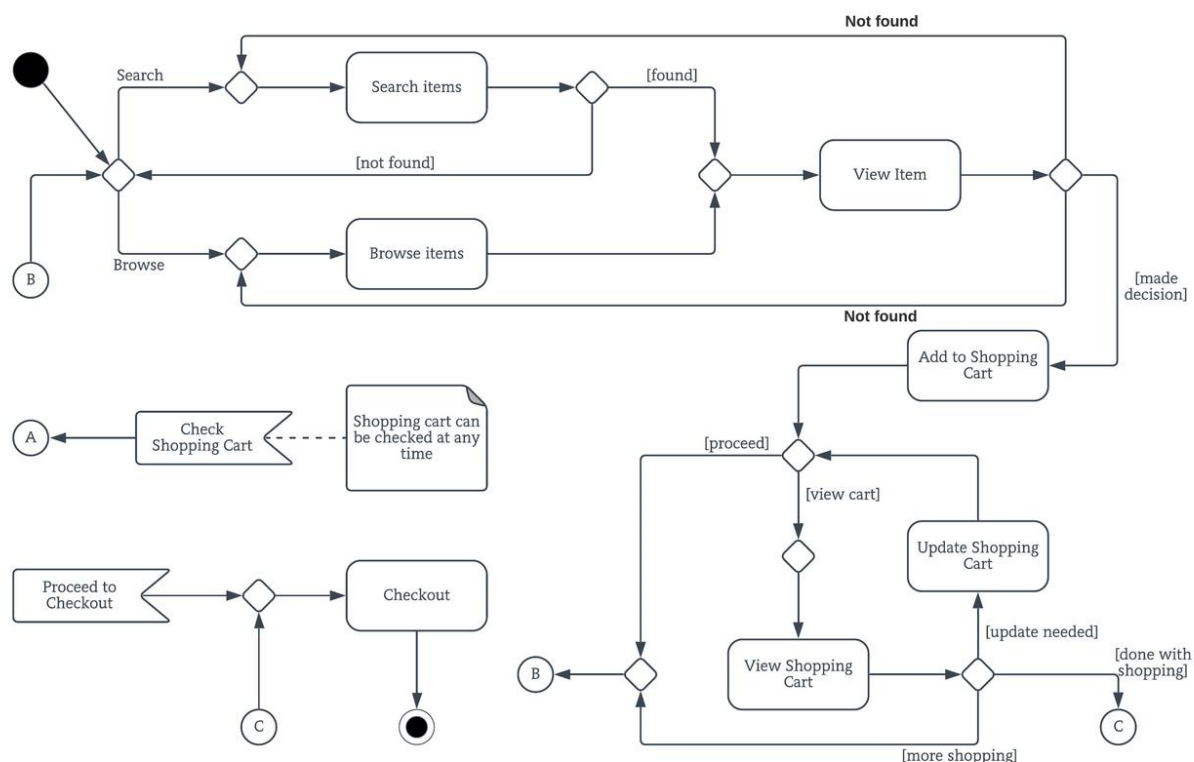 Not found
Search
Search items
[found]
[not found]
View Item
Browse
Browse items
B
[made
decision]
Not found
Add to Shopping
Cart
Check
Shopping Cart
A
Shopping cart can
be checked at any
time
[proceed]
[view cart]
Update Shopping
Cart
Proceed to
Checkout
Checkout
[update needed]
[done with
shopping]
View Shopping
Cart
B
C
C
[more shopping]